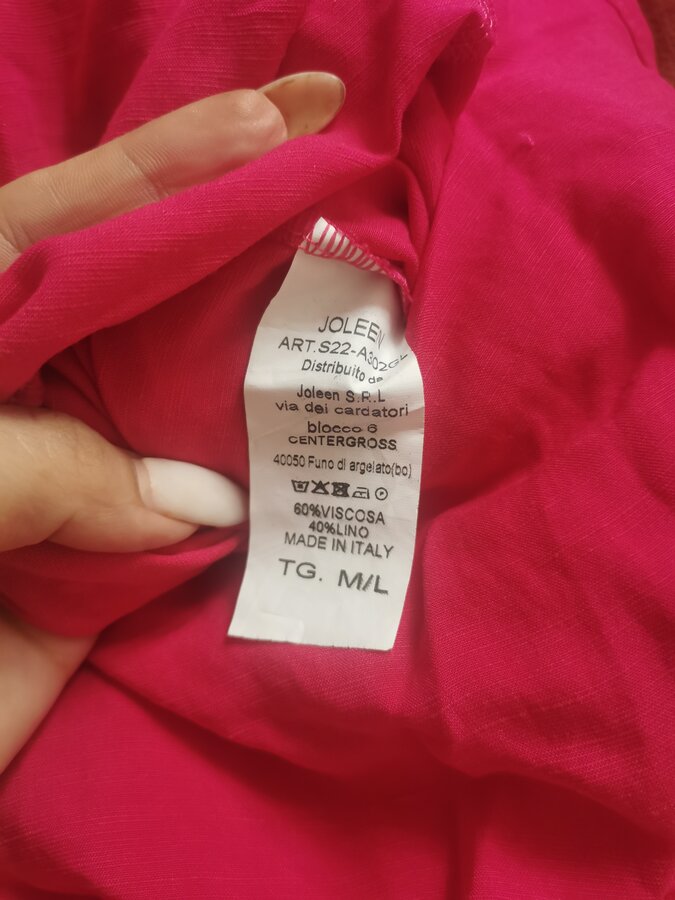 JOLEEN
ART.S22-A302GL
Distribuito da
Joleen S.R.L
via dei cardatori
blocco 6
CENTERGROSS
40050 Funo di argelato(bo)
60%VISCOSA
40%LINO
MADE IN ITALY
TG. M/L